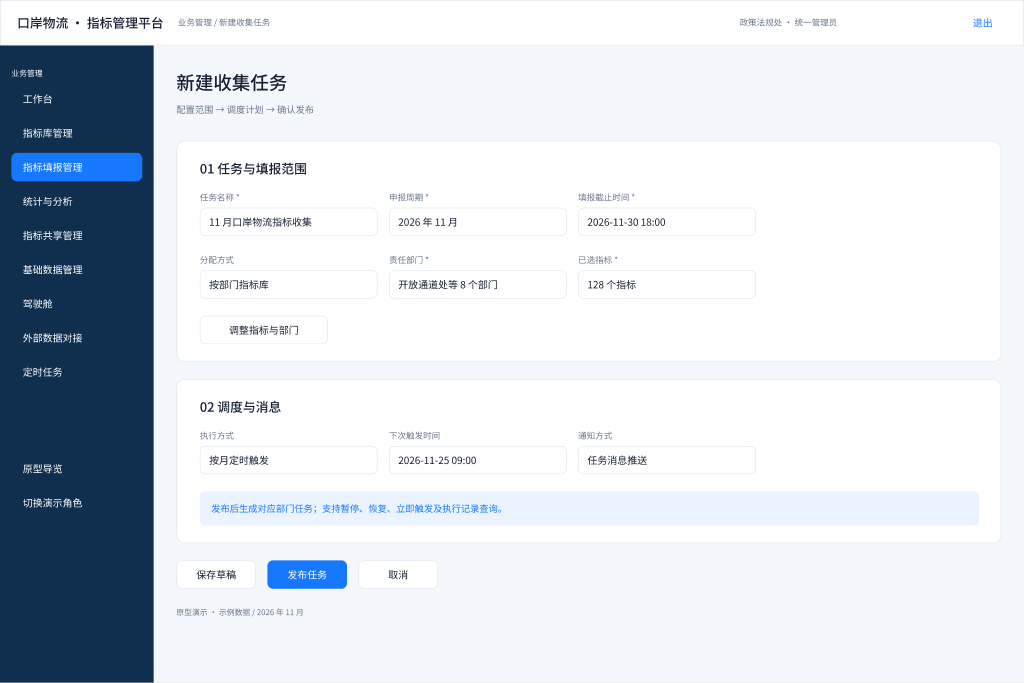 口岸物流 · 指标管理平台
业务管理 / 新建收集任务
政策法规处 · 统一管理员
退出
业务管理
工作台
指标库管理
指标填报管理
统计与分析
指标共享管理
基础数据管理
驾驶舱
外部数据对接
定时任务
原型导览
切换演示角色
新建收集任务
配置范围 → 调度计划 → 确认发布
01 任务与填报范围
任务名称 * 申报周期 * 填报截止时间 *
11 月口岸物流指标收集 2026 年 11 月 2026-11-30 18:00
分配方式 责任部门 * 已选指标 *
按部门指标库 开放通道处等 8 个部门 128 个指标
调整指标与部门
02 调度与消息
执行方式 下次触发时间 通知方式
按月定时触发 2026-11-25 09:00 任务消息推送
发布后生成对应部门任务；支持暂停、恢复、立即触发及执行记录查询。
保存草稿 发布任务 取消
原型演示 · 示例数据 / 2026 年 11 月